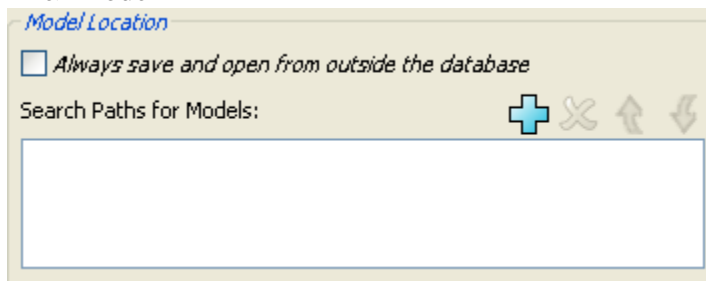 Model Location
Always save and open from outside the database
Search Paths for Models: